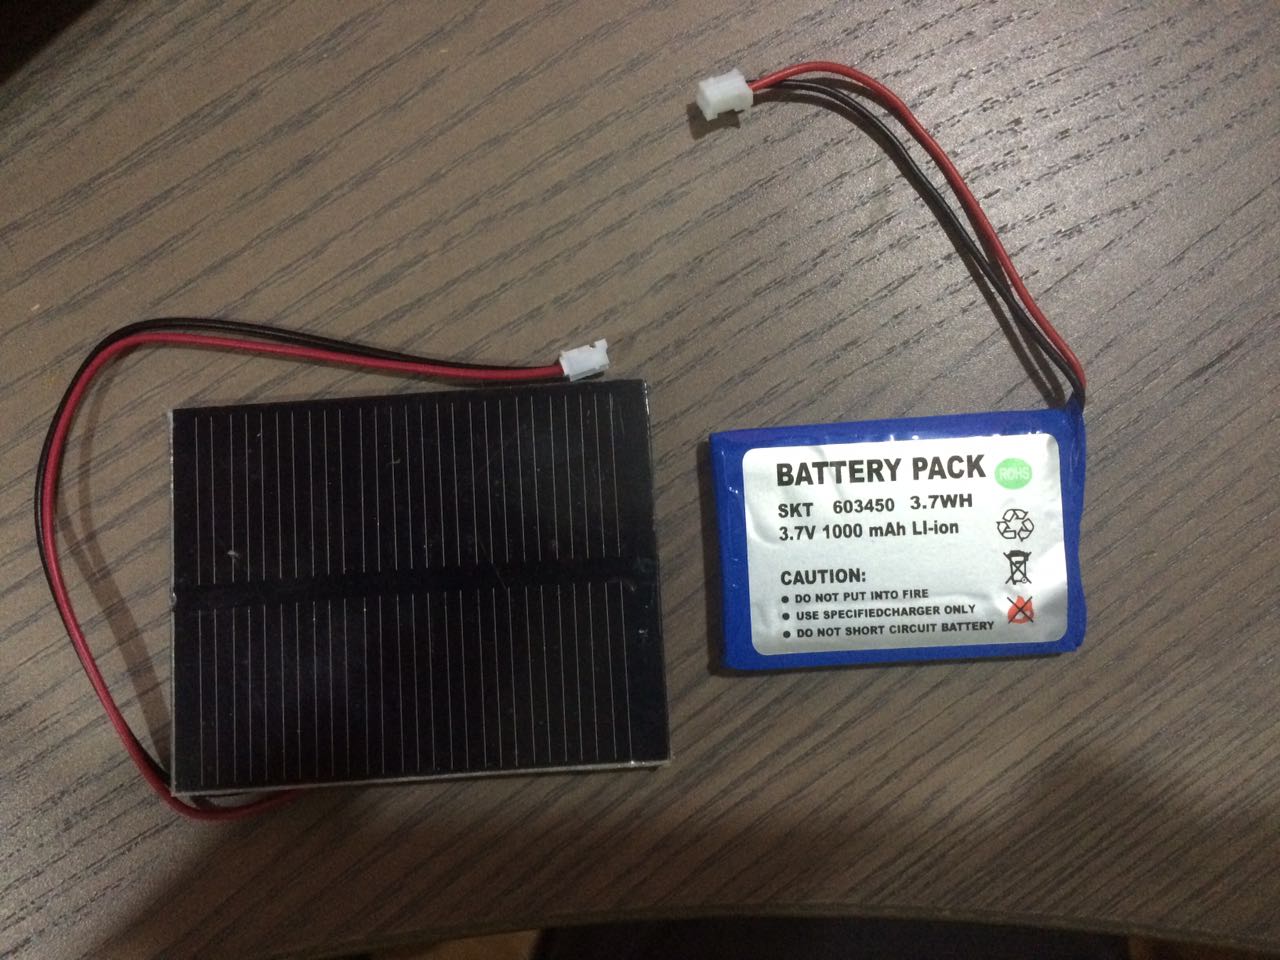 BATTERY PACK
ROHS
SKT 603450 3.7WH
3.7V 1000 mAh LI-ion
CAUTION:
● DO NOT PUT INTO FIRE
● USE SPECIFIEDCHARGER ONLY
● DO NOT SHORT CIRCUIT BATTERY